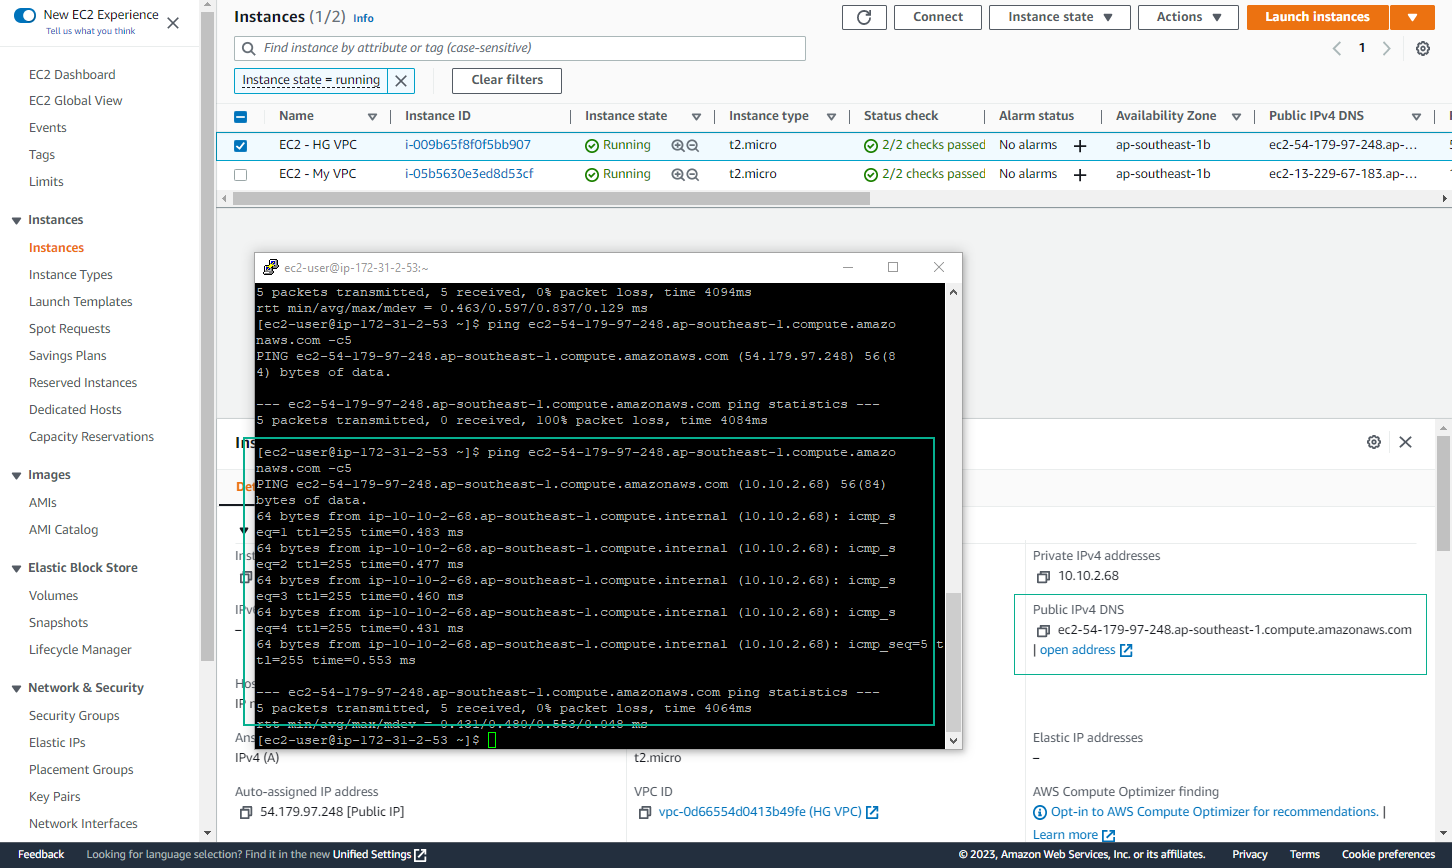 New EC2 Experience
Tell us what you think
EC2 Dashboard
EC2 Global View
Events
Tags
Limits
Instances
Instances
Instance Types
Launch Templates
Spot Requests
Savings Plans
Reserved Instances
Dedicated Hosts
Capacity Reservations
Images
AMIs
AMI Catalog
Elastic Block Store
Volumes
Snapshots
Lifecycle Manager
Network & Security
Security Groups
Elastic IPs
Placement Groups
Key Pairs
Network Interfaces
Instances (1/2) Info
Connect
Instance state
Actions
Launch instances
Find instance by attribute or tag (case-sensitive)
1
Instance state = running
Clear filters
Name Instance ID Instance state Instance type Status check Alarm status Availability Zone Public IPv4 DNS
EC2 - HG VPC i-009b65f8f0f5bb907 Running t2.micro 2/2 checks passed No alarms ap-southeast-1b ec2-54-179-97-248.ap-...
EC2 - My VPC i-05b5630e3ed8d53cf Running t2.micro 2/2 checks passed No alarms ap-southeast-1b ec2-13-229-67-183.ap-...
ec2-user@ip-172-31-2-53:~
5 packets transmitted, 5 received, 0% packet loss, time 4094ms
rtt min/avg/max/mdev = 0.463/0.597/0.837/0.129 ms
[ec2-user@ip-172-31-2-53 ~]$ ping ec2-54-179-97-248.ap-southeast-1.compute.amazo
naws.com -c5
PING ec2-54-179-97-248.ap-southeast-1.compute.amazonaws.com (54.179.97.248) 56(8
4) bytes of data.
--- ec2-54-179-97-248.ap-southeast-1.compute.amazonaws.com ping statistics ---
5 packets transmitted, 0 received, 100% packet loss, time 4084ms
[ec2-user@ip-172-31-2-53 ~]$ ping ec2-54-179-97-248.ap-southeast-1.compute.amazo
naws.com -c5
PING ec2-54-179-97-248.ap-southeast-1.compute.amazonaws.com (10.10.2.68) 56(84)
bytes of data.
64 bytes from ip-10-10-2-68.ap-southeast-1.compute.internal (10.10.2.68): icmp_s
eq=1 ttl=255 time=0.483 ms
64 bytes from ip-10-10-2-68.ap-southeast-1.compute.internal (10.10.2.68): icmp_s
eq=2 ttl=255 time=0.477 ms
64 bytes from ip-10-10-2-68.ap-southeast-1.compute.internal (10.10.2.68): icmp_s
eq=3 ttl=255 time=0.460 ms
64 bytes from ip-10-10-2-68.ap-southeast-1.compute.internal (10.10.2.68): icmp_s
eq=4 ttl=255 time=0.431 ms
64 bytes from ip-10-10-2-68.ap-southeast-1.compute.internal (10.10.2.68): icmp_seq=5 t
tl=255 time=0.553 ms
--- ec2-54-179-97-248.ap-southeast-1.compute.amazonaws.com ping statistics ---
5 packets transmitted, 5 received, 0% packet loss, time 4064ms
rtt min/avg/max/mdev = 0.431/0.480/0.553/0.048 ms
[ec2-user@ip-172-31-2-53 ~]$
Private IPv4 addresses
10.10.2.68
Public IPv4 DNS
ec2-54-179-97-248.ap-southeast-1.compute.amazonaws.com
| open address
IPv4 (A)
t2.micro
Elastic IP addresses
–
Auto-assigned IP address
54.179.97.248 [Public IP]
VPC ID
vpc-0d66554d0413b49fe (HG VPC)
AWS Compute Optimizer finding
Opt-in to AWS Compute Optimizer for recommendations. |
Learn more
Feedback
Looking for language selection? Find it in the new Unified Settings
© 2023, Amazon Web Services, Inc. or its affiliates.
Privacy
Terms
Cookie preferences